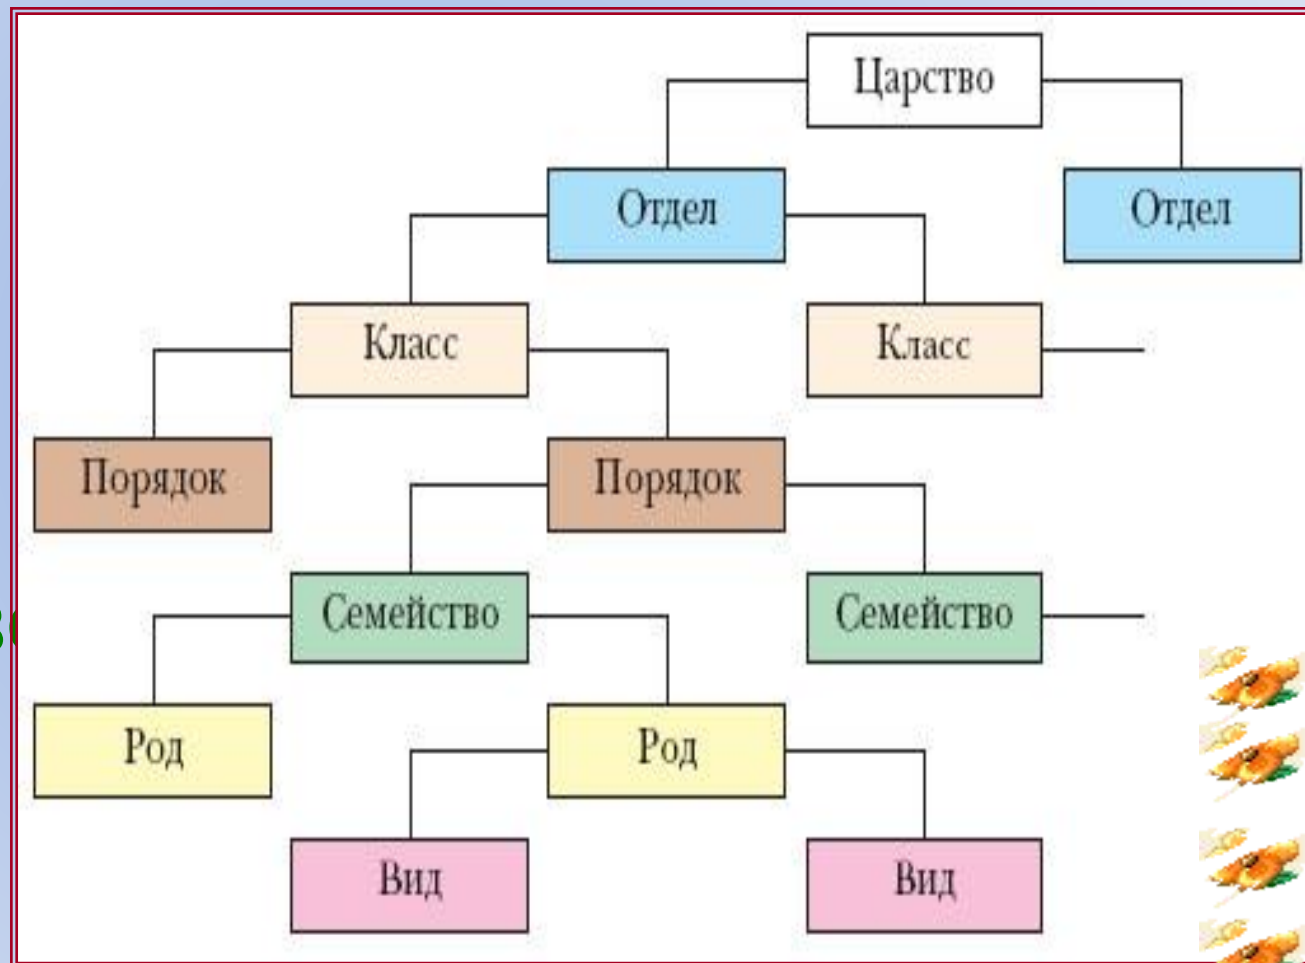 Царство
Отдел Отдел
Класс Класс
Порядок Порядок
Семейство Семейство
Род Род
Вид Вид